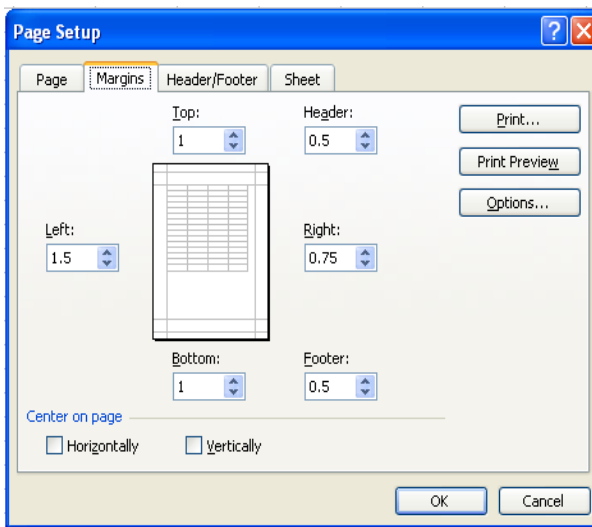 Page Setup
Page Margins Header/Footer Sheet
Top: Header:
1 0.5
Print...
Print Preview
Options...
Left: Right:
1.5 0.75
Bottom: Footer:
1 0.5
Center on page
Horizontally Vertically
OK Cancel